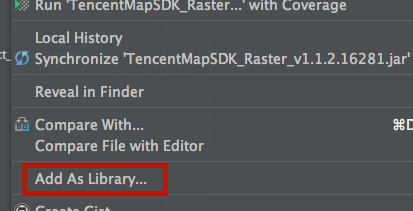 Run 'TencentMapSDK_Raster...' with Coverage
Local History
Synchronize 'TencentMapSDK_Raster_v1.1.2.16281.jar'
Reveal in Finder
Compare With... ⌘D
Compare File with Editor
Add As Library...
Create Gist